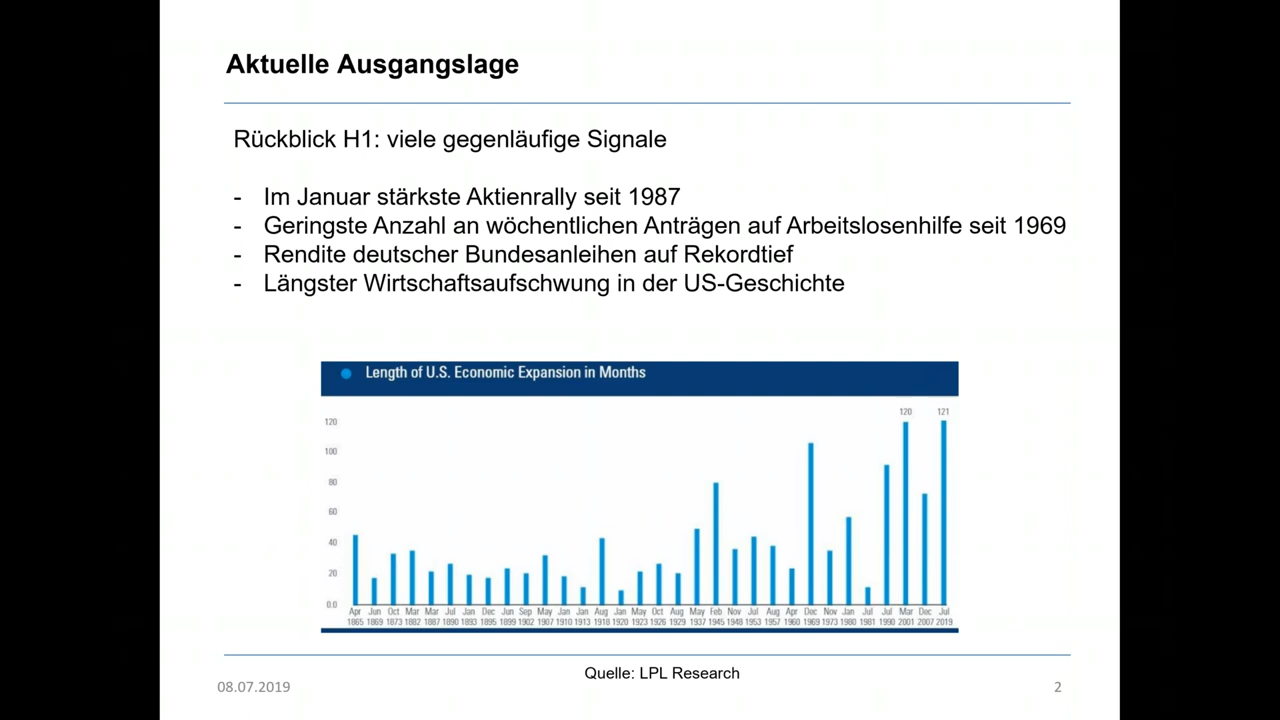 Aktuelle Ausgangslage
Rückblick H1: viele gegenläufige Signale
- Im Januar stärkste Aktienrally seit 1987
- Geringste Anzahl an wöchentlichen Anträgen auf Arbeitslosenhilfe seit 1969
- Rendite deutscher Bundesanleihen auf Rekordtief
- Längster Wirtschaftsaufschwung in der US-Geschichte
Length of U.S. Economic Expansion in Months
120 121
120
100
80
60
40
20
0.0
Apr Jun Oct Mar Mar Jul Jan Dec Jun Sep May Jan Jan Aug Jan May Oct Aug May Feb Nov Jul Aug Apr Dec Nov Jan Jul Jul Mar Dec Jul
1865 1869 1873 1882 1887 1890 1893 1895 1899 1902 1907 1910 1913 1918 1920 1923 1926 1929 1937 1945 1948 1953 1957 1960 1969 1973 1980 1981 1990 2001 2007 2019
Quelle: LPL Research
08.07.2019
2